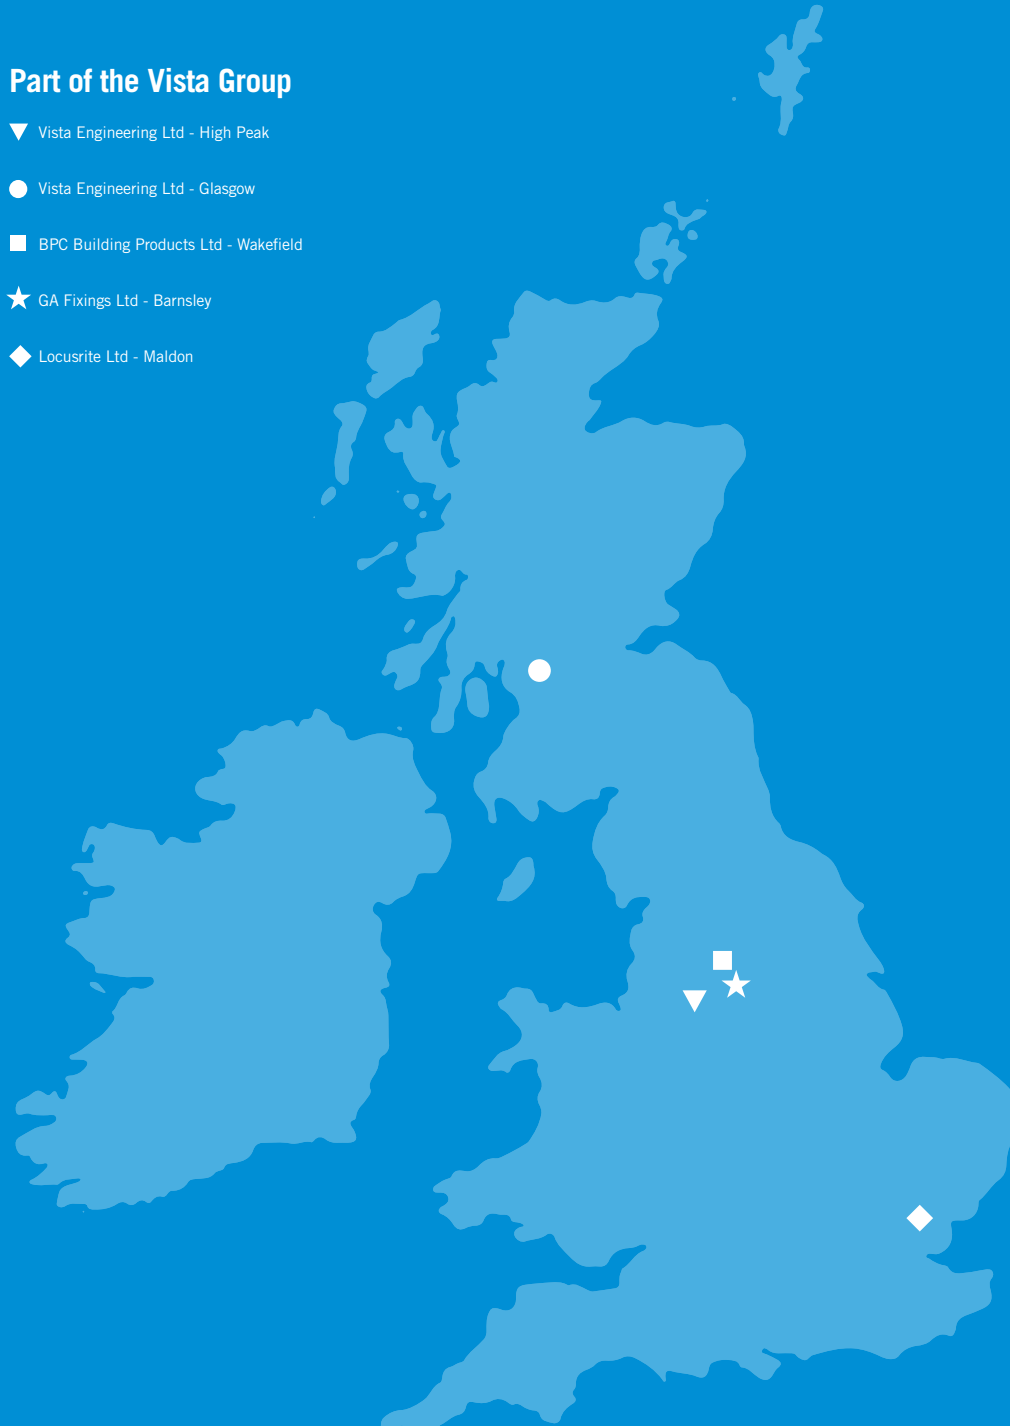 Part of the Vista Group
Vista Engineering Ltd - High Peak
Vista Engineering Ltd - Glasgow
BPC Building Products Ltd - Wakefield
GA Fixings Ltd - Barnsley
Locusrite Ltd - Maldon